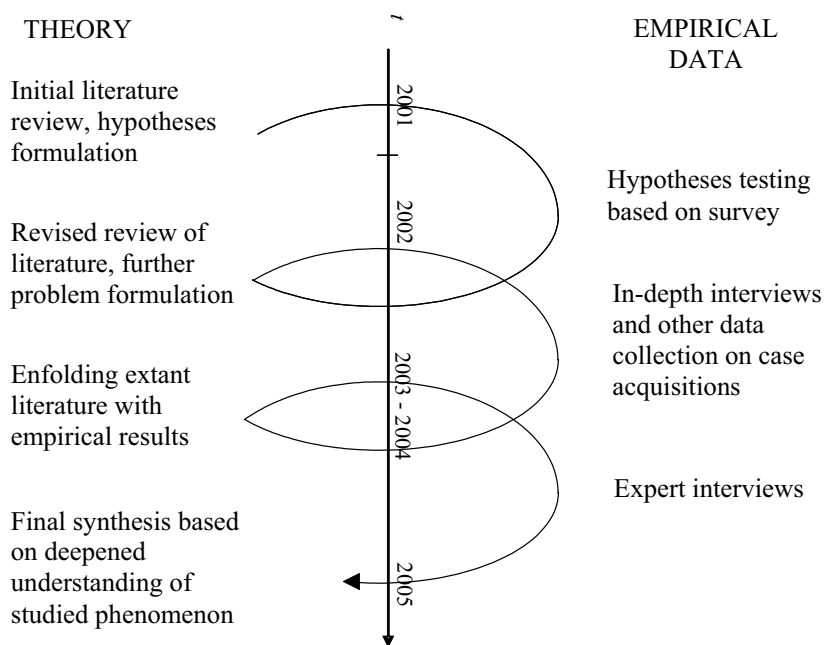 THEORY
Initial literature
review, hypotheses
formulation
Revised review of
literature, further
problem formulation
Enfolding extant
literature with
empirical results
Final synthesis based
on deepened
understanding of
studied phenomenon
t
2001
2002
2003 - 2004
2005
EMPIRICAL
DATA
Hypotheses testing
based on survey
In-depth interviews
and other data
collection on case
acquisitions
Expert interviews